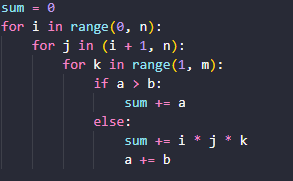 sum = 0
for i in range(0, n):
    for j in (i + 1, n):
        for k in range(1, m):
            if a > b:
                sum += a
            else:
                sum += i * j * k
                a += b